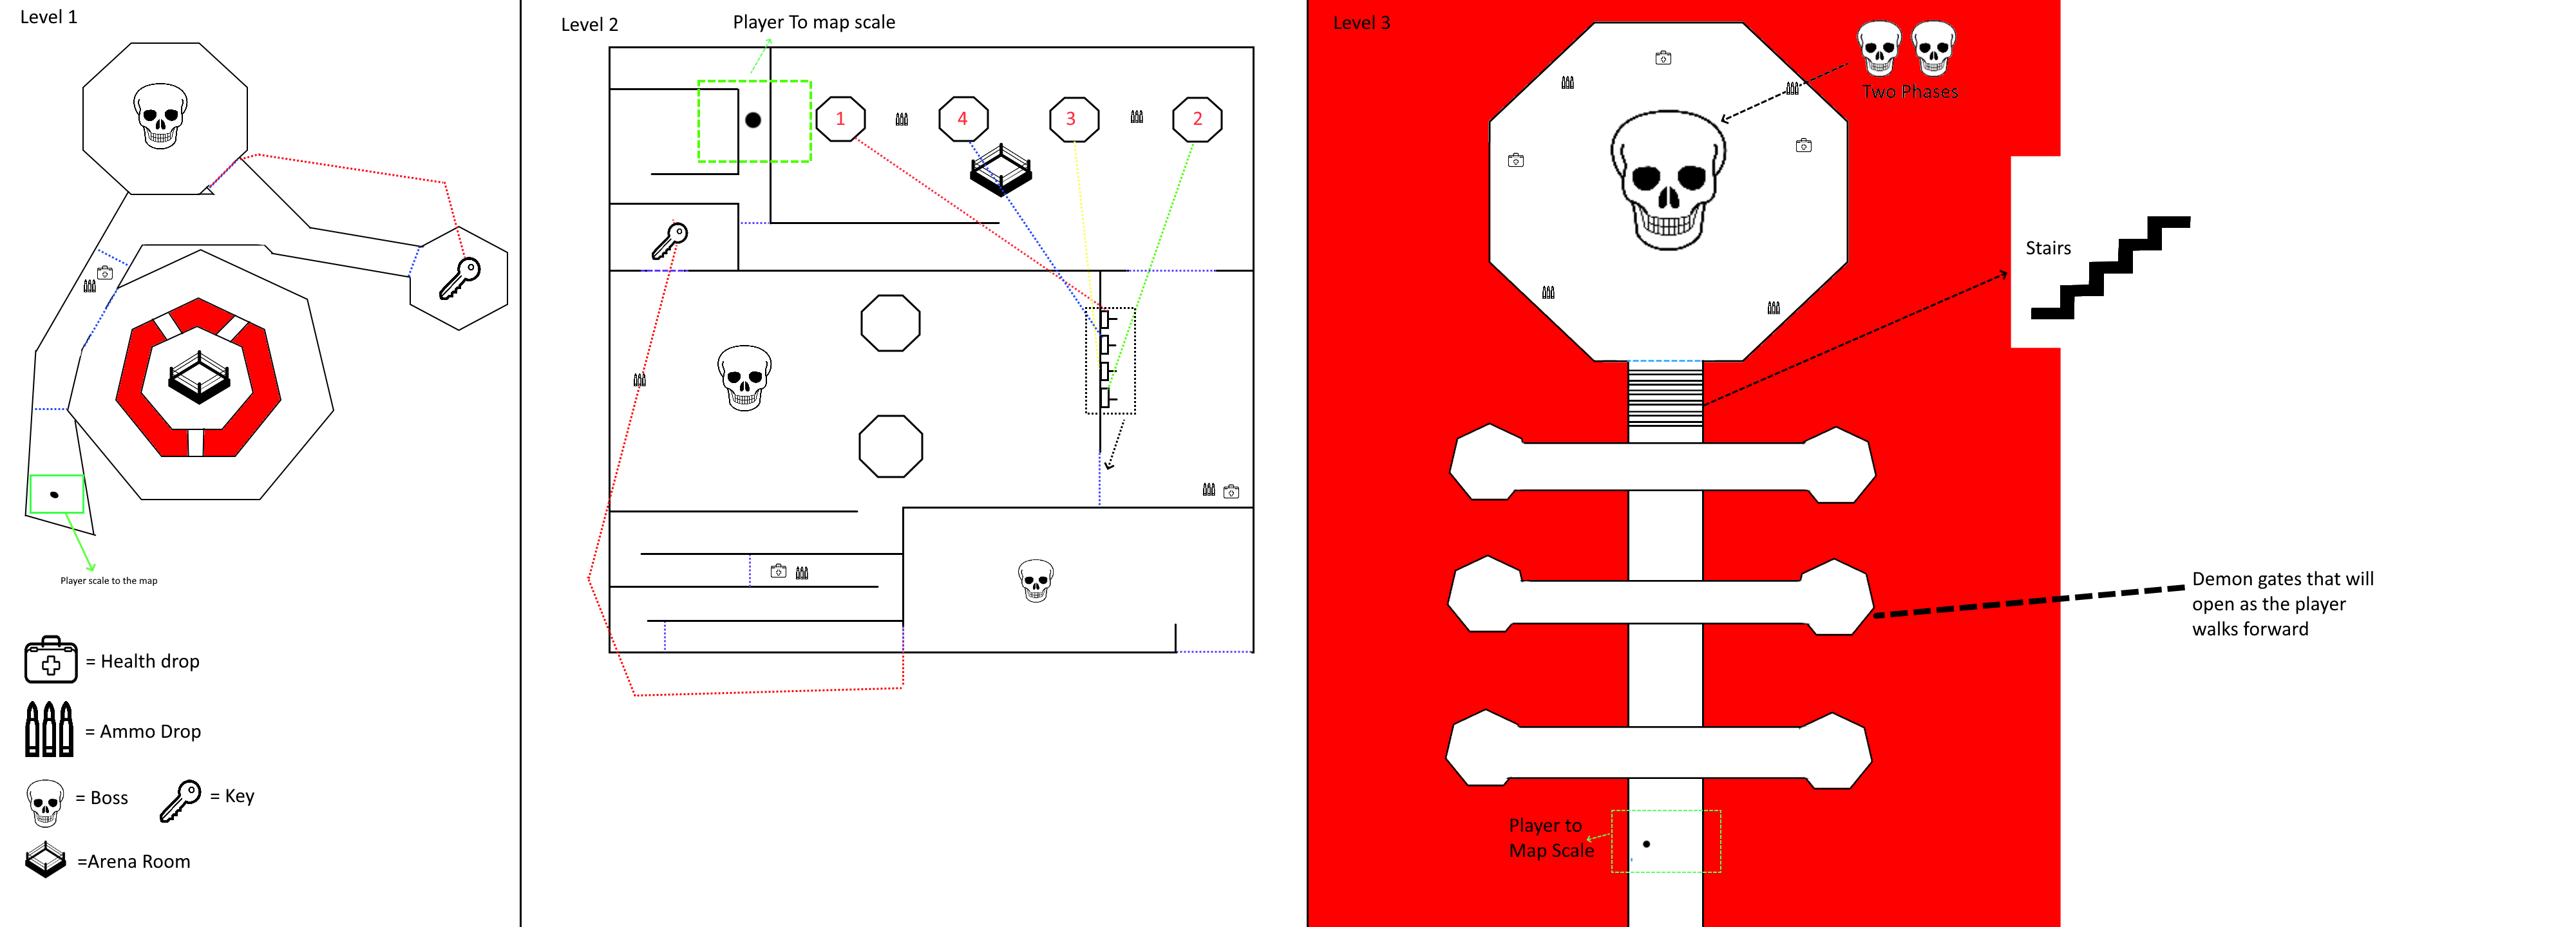 Level 1
Player scale to the map
= Health drop
= Ammo Drop
= Boss
= Key
=Arena Room
Level 2
Player To map scale
1
4
3
2
Level 3
Two Phases
Stairs
Demon gates that will
open as the player
walks forward
Player to
Map Scale